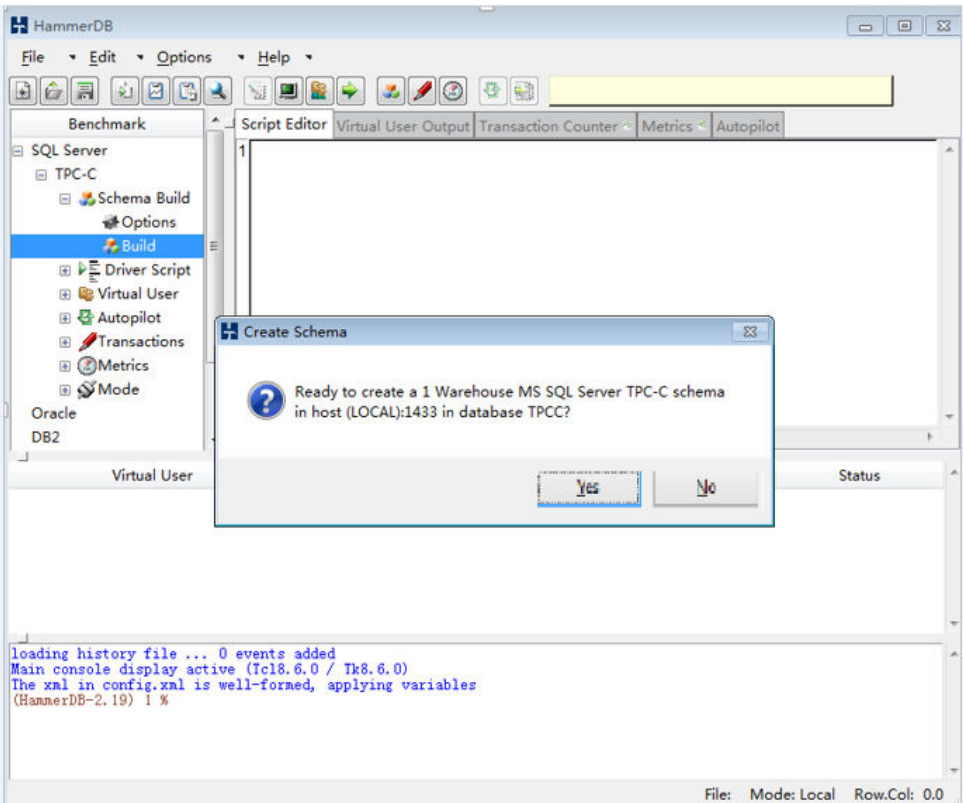 HammerDB
File Edit Options Help
Benchmark
SQL Server
TPC-C
Schema Build
Options
Build
Driver Script
Virtual User
Autopilot
Transactions
Metrics
Mode
Oracle
DB2
Script Editor Virtual User Output Transaction Counter Metrics Autopilot
1
Create Schema
Ready to create a 1 Warehouse MS SQL Server TPC-C schema
in host (LOCAL):1433 in database TPCC?
Yes No
Virtual User Status
loading history file ... 0 events added
Main console display active (Tcl8.6.0 / Tk8.6.0)
The xml in config.xml is well-formed, applying variables
(HammerDB-2.19) 1 %
File: Mode: Local Row.Col: 0.0